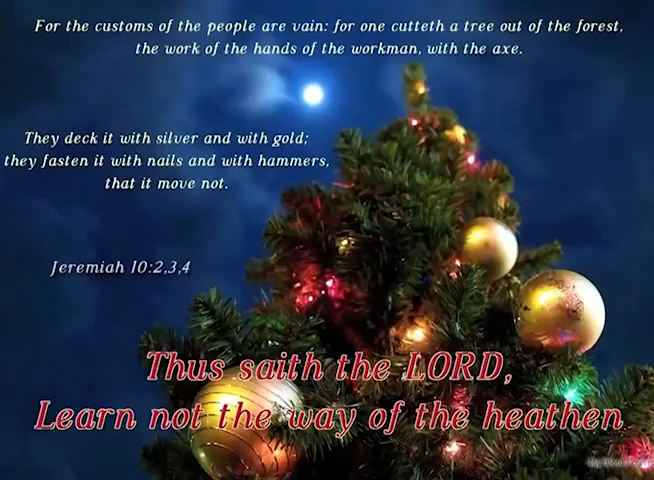 For the customs of the people are vain: for one cutteth a tree out of the forest,
the work of the hands of the workman, with the axe.
They deck it with silver and with gold;
they fasten it with nails and with hammers,
that it move not.
Jeremiah 10:2,3,4
Thus saith the LORD,
Learn not the way of the heathen